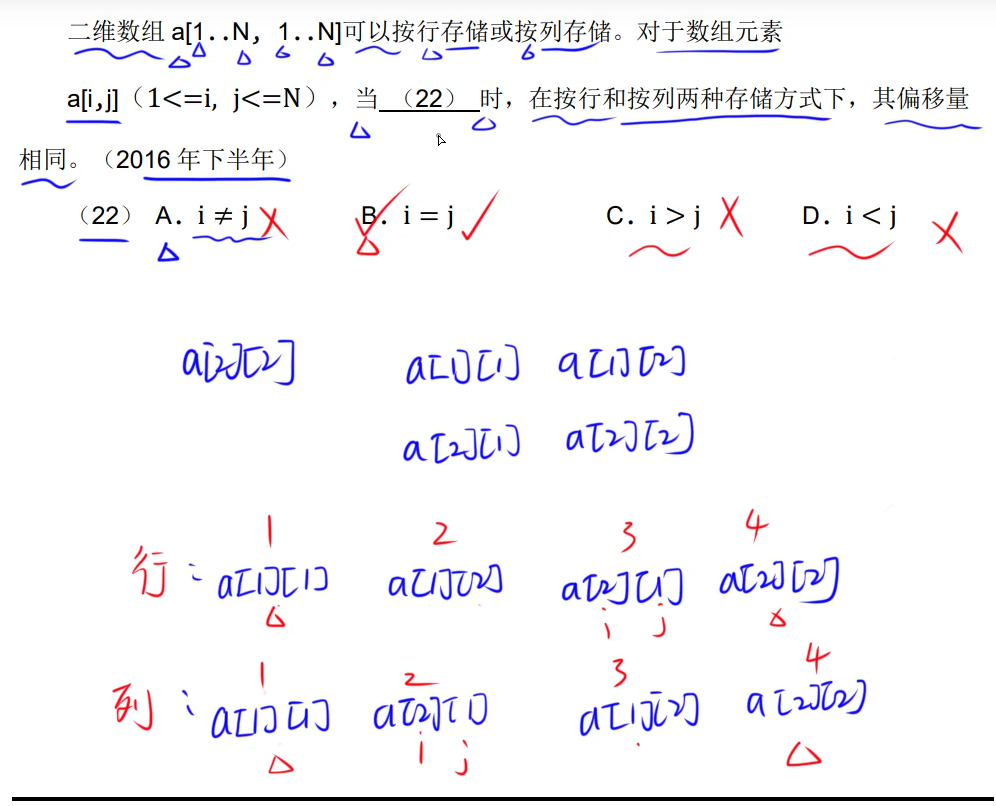 二维数组 a[1..N, 1..N]可以按行存储或按列存储。对于数组元素
a[i,j]（1<=i, j<=N），当 （22） 时，在按行和按列两种存储方式下，其偏移量
相同。（2016 年下半年）
（22） A. i ≠ j B. i = j C. i > j D. i < j
a[2][2] a[1][1] a[1][2]
a[2][1] a[2][2]
1 2 3 4
行: a[1][1] a[1][2] a[2][1] a[2][2]
i j
1 2 3 4
列: a[1][1] a[2][1] a[1][2] a[2][2]
i j